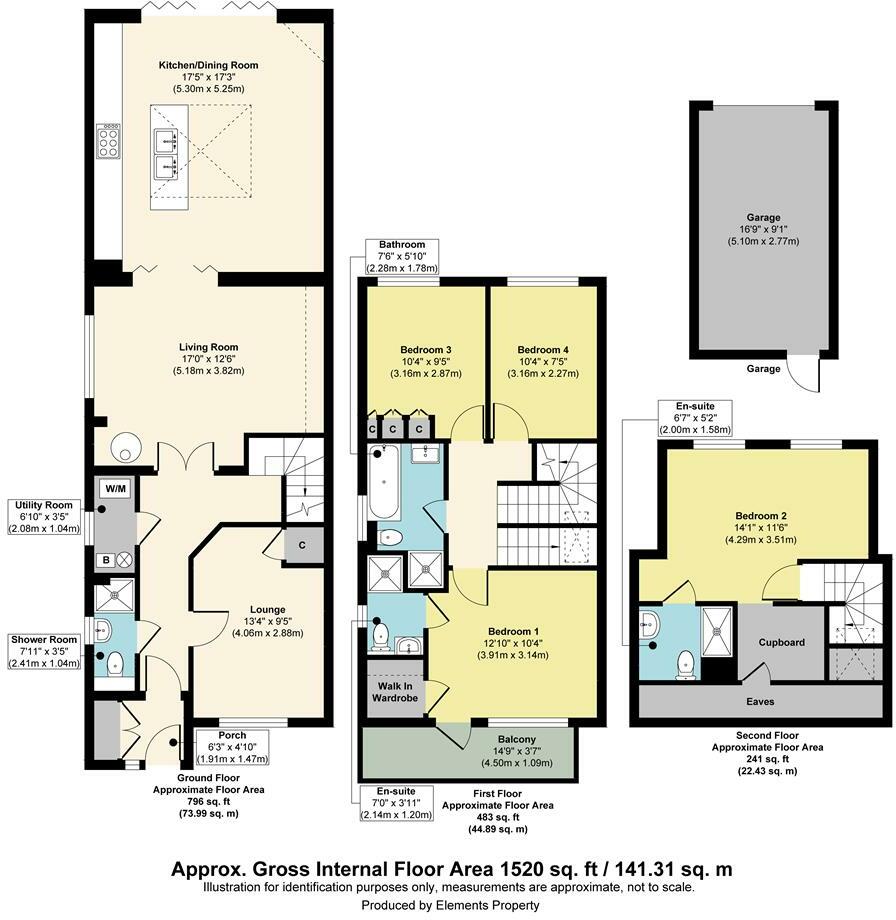 Kitchen/Dining Room
17'5" x 17'3"
(5.30m x 5.25m)
Living Room
17'0" x 12'6"
(5.18m x 3.82m)
W/M
Utility Room
6'10" x 3'5"
(2.08m x 1.04m)
B
C
Lounge
13'4" x 9'5"
(4.06m x 2.88m)
Shower Room
7'11" x 3'5"
(2.41m x 1.04m)
Porch
6'3" x 4'10"
(1.91m x 1.47m)
Ground Floor
Approximate Floor Area
796 sq. ft
(73.99 sq. m)
Bathroom
7'6" x 5'10"
(2.28m x 1.78m)
Bedroom 3
10'4" x 9'5"
(3.16m x 2.87m)
Bedroom 4
10'4" x 7'5"
(3.16m x 2.27m)
C
C
C
Bedroom 1
12'10" x 10'4"
(3.91m x 3.14m)
Walk In
Wardrobe
Balcony
14'9" x 3'7"
(4.50m x 1.09m)
En-suite
7'0" x 3'11"
(2.14m x 1.20m)
First Floor
Approximate Floor Area
483 sq. ft
(44.89 sq. m)
Garage
16'9" x 9'1"
(5.10m x 2.77m)
Garage
En-suite
6'7" x 5'2"
(2.00m x 1.58m)
Bedroom 2
14'1" x 11'6"
(4.29m x 3.51m)
Cupboard
Eaves
Second Floor
Approximate Floor Area
241 sq. ft
(22.43 sq. m)
Approx. Gross Internal Floor Area 1520 sq. ft / 141.31 sq. m
Illustration for identification purposes only, measurements are approximate, not to scale.
Produced by Elements Property